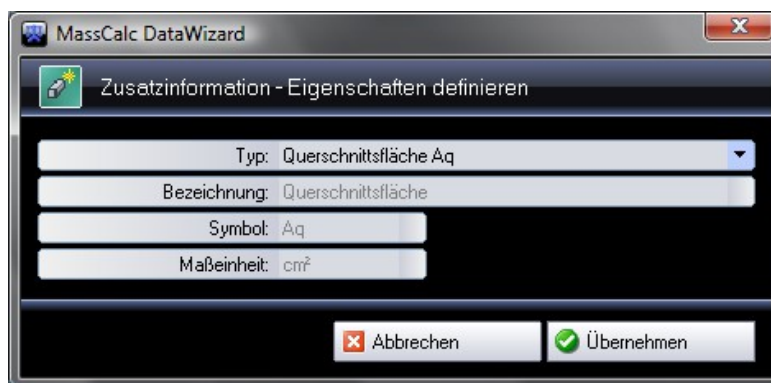 MassCalc DataWizard
Zusatzinformation - Eigenschaften definieren
Typ: Querschnittsfläche Aq
Bezeichnung: Querschnittsfläche
Symbol: Aq
Maßeinheit: cm²
Abbrechen Übernehmen